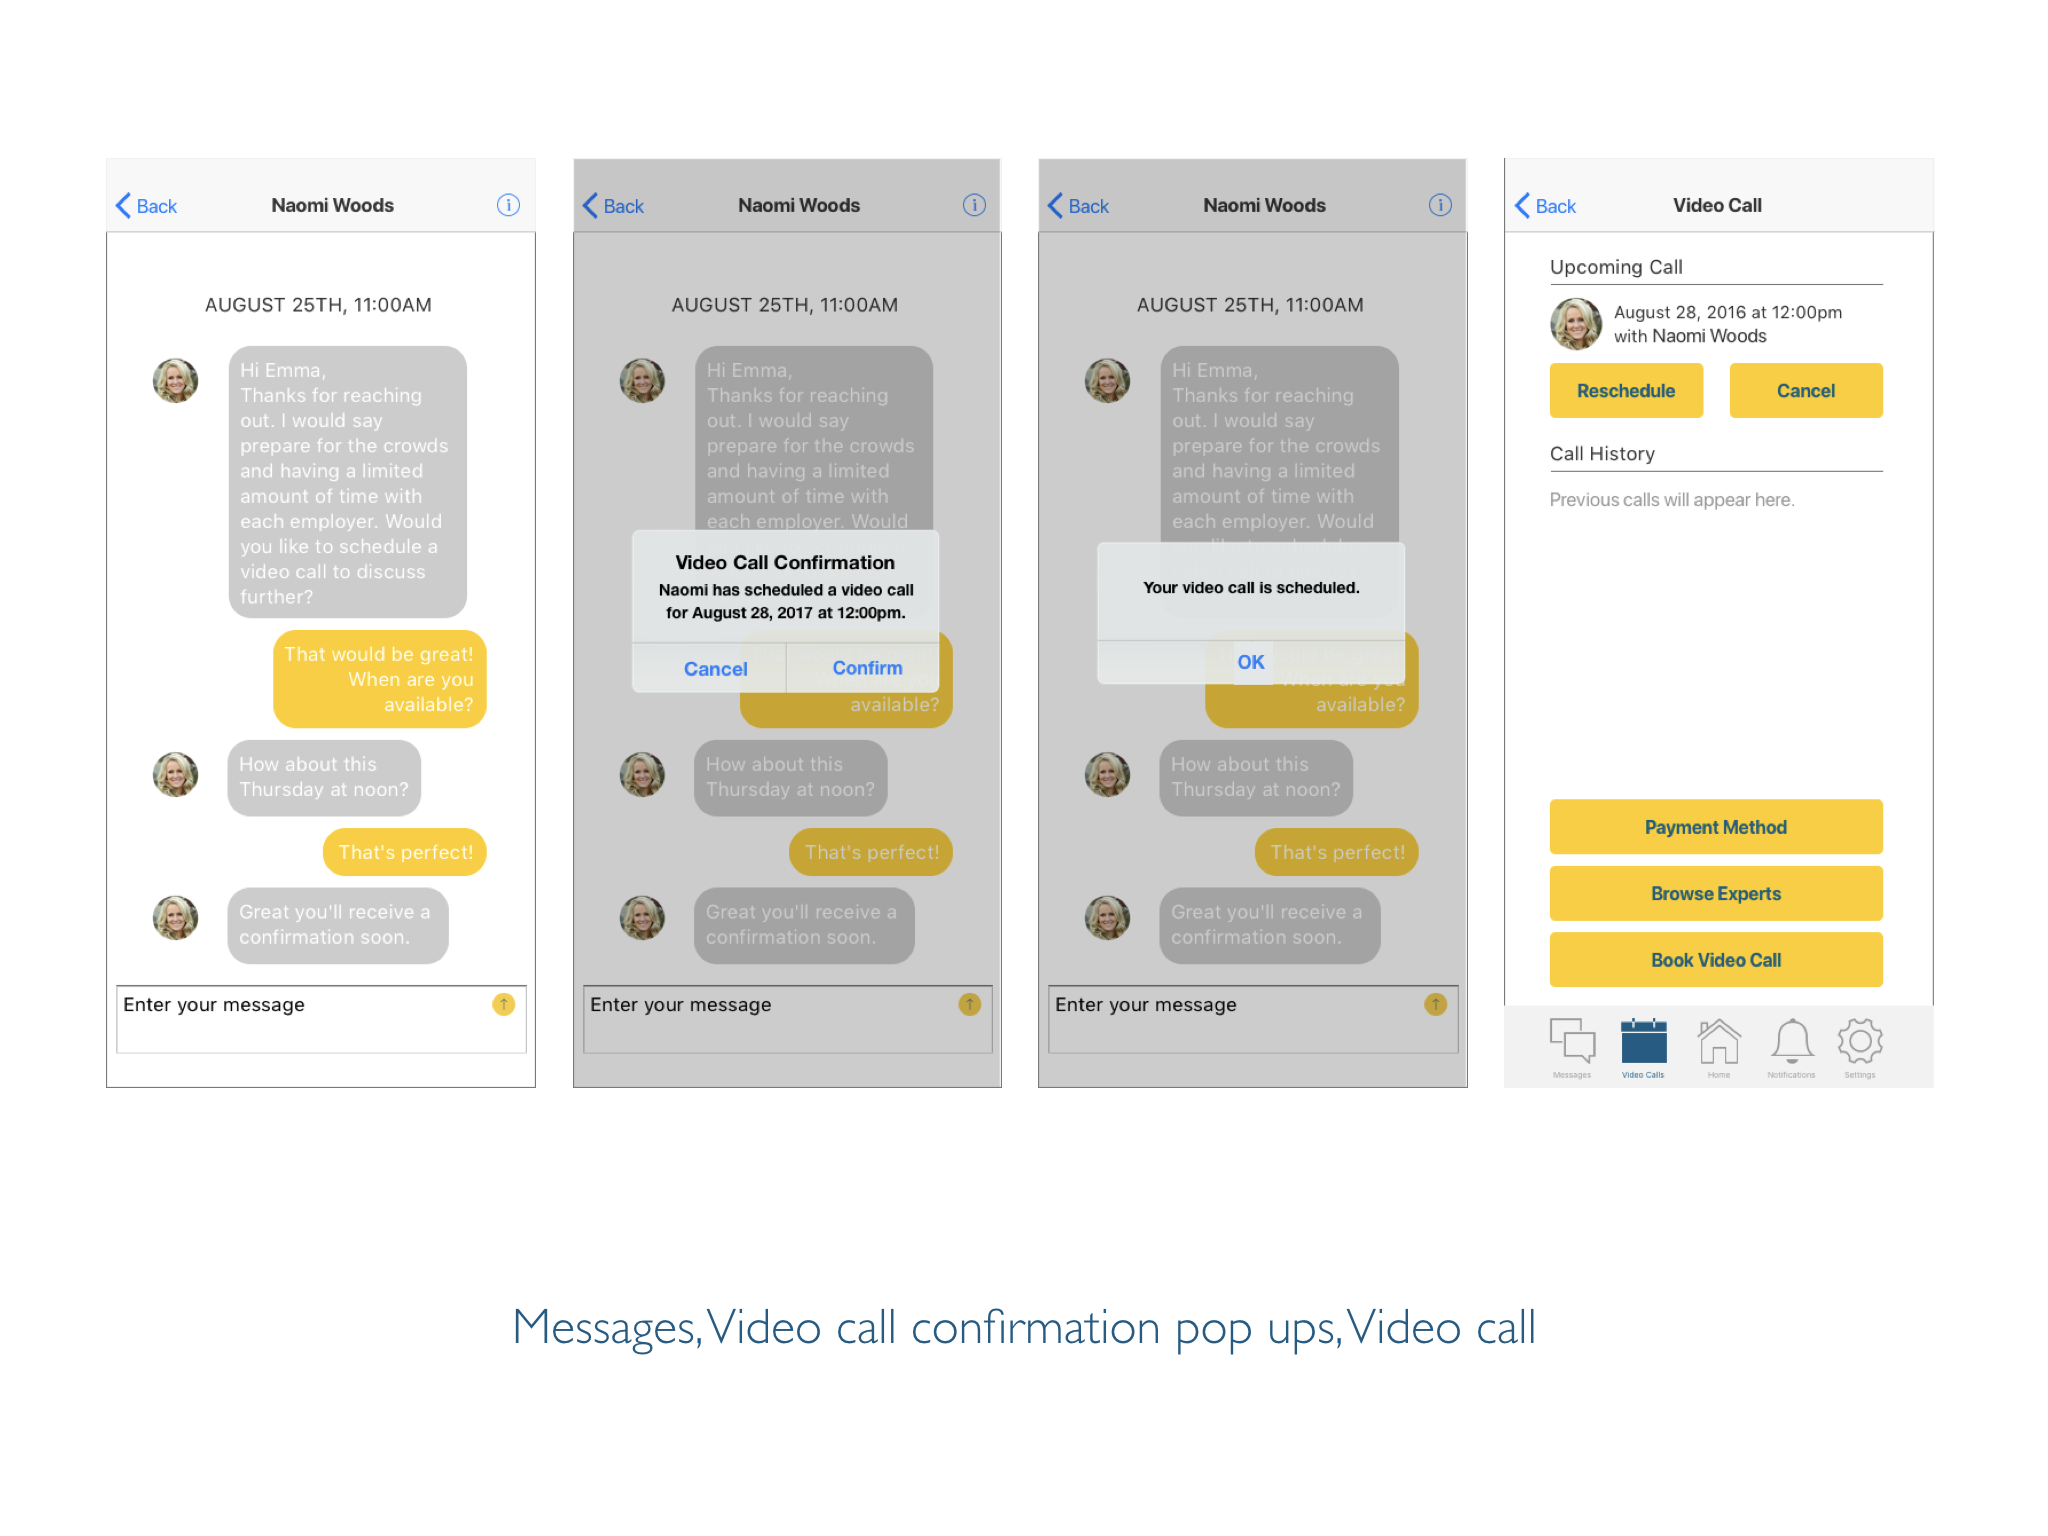 Back
Naomi Woods
AUGUST 25TH, 11:00AM
Hi Emma,
Thanks for reaching
out. I would say
prepare for the crowds
and having a limited
amount of time with
each employer. Would
you like to schedule a
video call to discuss
further?
That would be great!
When are you
available?
How about this
Thursday at noon?
That's perfect!
Great you'll receive a
confirmation soon.
Enter your message
Back
Naomi Woods
AUGUST 25TH, 11:00AM
Hi Emma,
Thanks for reaching
out. I would say
prepare for the crowds
and having a limited
amount of time with
each employer. Would
Video Call Confirmation
Naomi has scheduled a video call
for August 28, 2017 at 12:00pm.
Cancel
Confirm
available?
How about this
Thursday at noon?
That's perfect!
Great you'll receive a
confirmation soon.
Enter your message
Back
Naomi Woods
AUGUST 25TH, 11:00AM
Hi Emma,
Thanks for reaching
out. I would say
prepare for the crowds
and having a limited
amount of time with
each employer. Would
Your video call is scheduled.
OK
When are you
available?
How about this
Thursday at noon?
That's perfect!
Great you'll receive a
confirmation soon.
Enter your message
Back
Video Call
Upcoming Call
August 28, 2016 at 12:00pm
with Naomi Woods
Reschedule
Cancel
Call History
Previous calls will appear here.
Payment Method
Browse Experts
Book Video Call
Messages
Video Calls
Home
Notifications
Settings
Messages, Video call confirmation pop ups, Video call